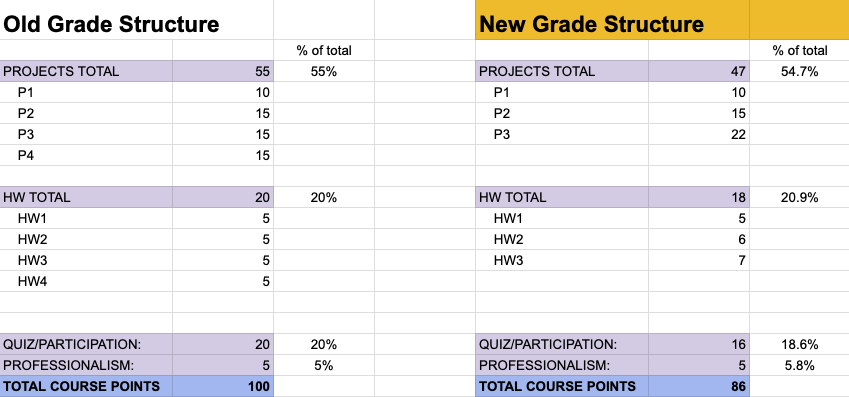 Old Grade Structure New Grade Structure
% of total % of total
PROJECTS TOTAL 55 55% PROJECTS TOTAL 47 54.7%
P1 10 P1 10
P2 15 P2 15
P3 15 P3 22
P4 15
HW TOTAL 20 20% HW TOTAL 18 20.9%
HW1 5 HW1 5
HW2 5 HW2 6
HW3 5 HW3 7
HW4 5
QUIZ/PARTICIPATION: 20 20% QUIZ/PARTICIPATION: 16 18.6%
PROFESSIONALISM: 5 5% PROFESSIONALISM: 5 5.8%
TOTAL COURSE POINTS 100 TOTAL COURSE POINTS 86